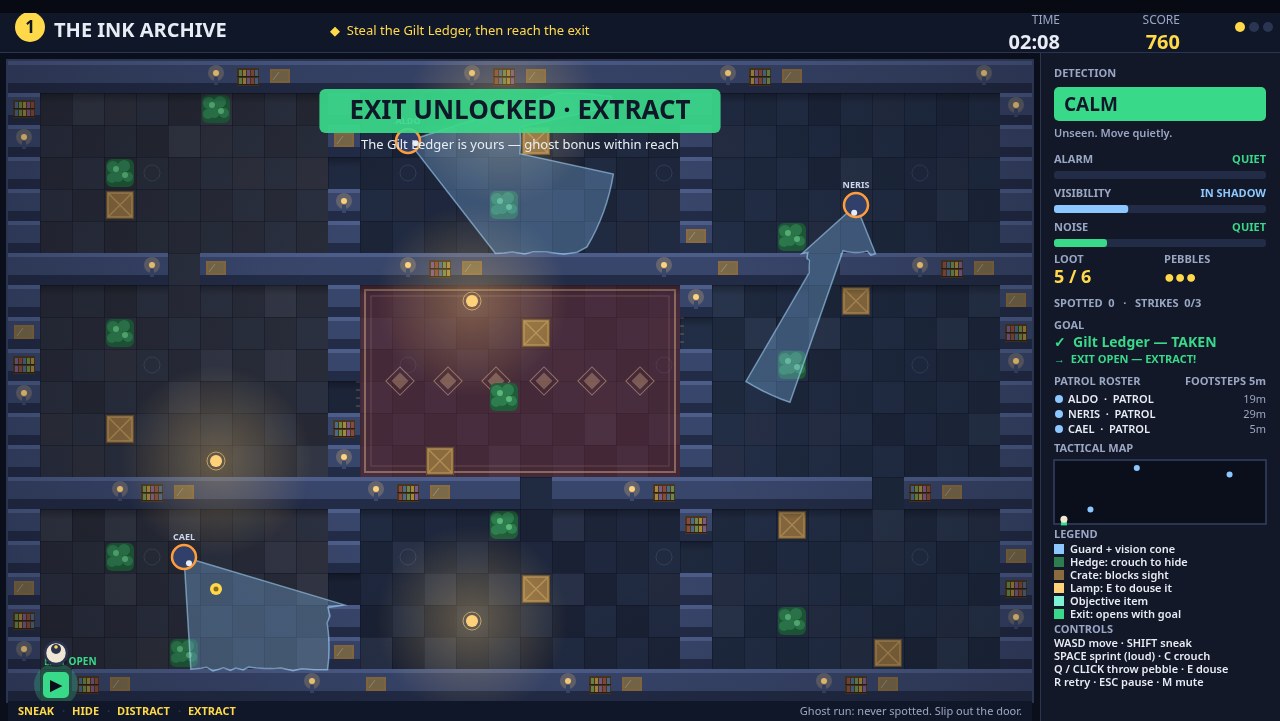 1 THE INK ARCHIVE
◆ Steal the Gilt Ledger, then reach the exit
TIME
02:08
SCORE
760
EXIT UNLOCKED · EXTRACT
The Gilt Ledger is yours — ghost bonus within reach
NERIS
CAEL
OPEN
SNEAK · HIDE · DISTRACT · EXTRACT
Ghost run: never spotted. Slip out the door.
DETECTION
CALM
Unseen. Move quietly.
ALARM QUIET
VISIBILITY IN SHADOW
NOISE QUIET
LOOT PEBBLES
5 / 6 ●●●
SPOTTED 0 · STRIKES 0/3
GOAL
✓ Gilt Ledger — TAKEN
→ EXIT OPEN — EXTRACT!
PATROL ROSTER FOOTSTEPS 5m
ALDO · PATROL 19m
NERIS · PATROL 29m
CAEL · PATROL 5m
TACTICAL MAP
LEGEND
Guard + vision cone
Hedge: crouch to hide
Crate: blocks sight
Lamp: E to douse it
Objective item
Exit: opens with goal
CONTROLS
WASD move · SHIFT sneak
SPACE sprint (loud) · C crouch
Q / CLICK throw pebble · E douse
R retry · ESC pause · M mute